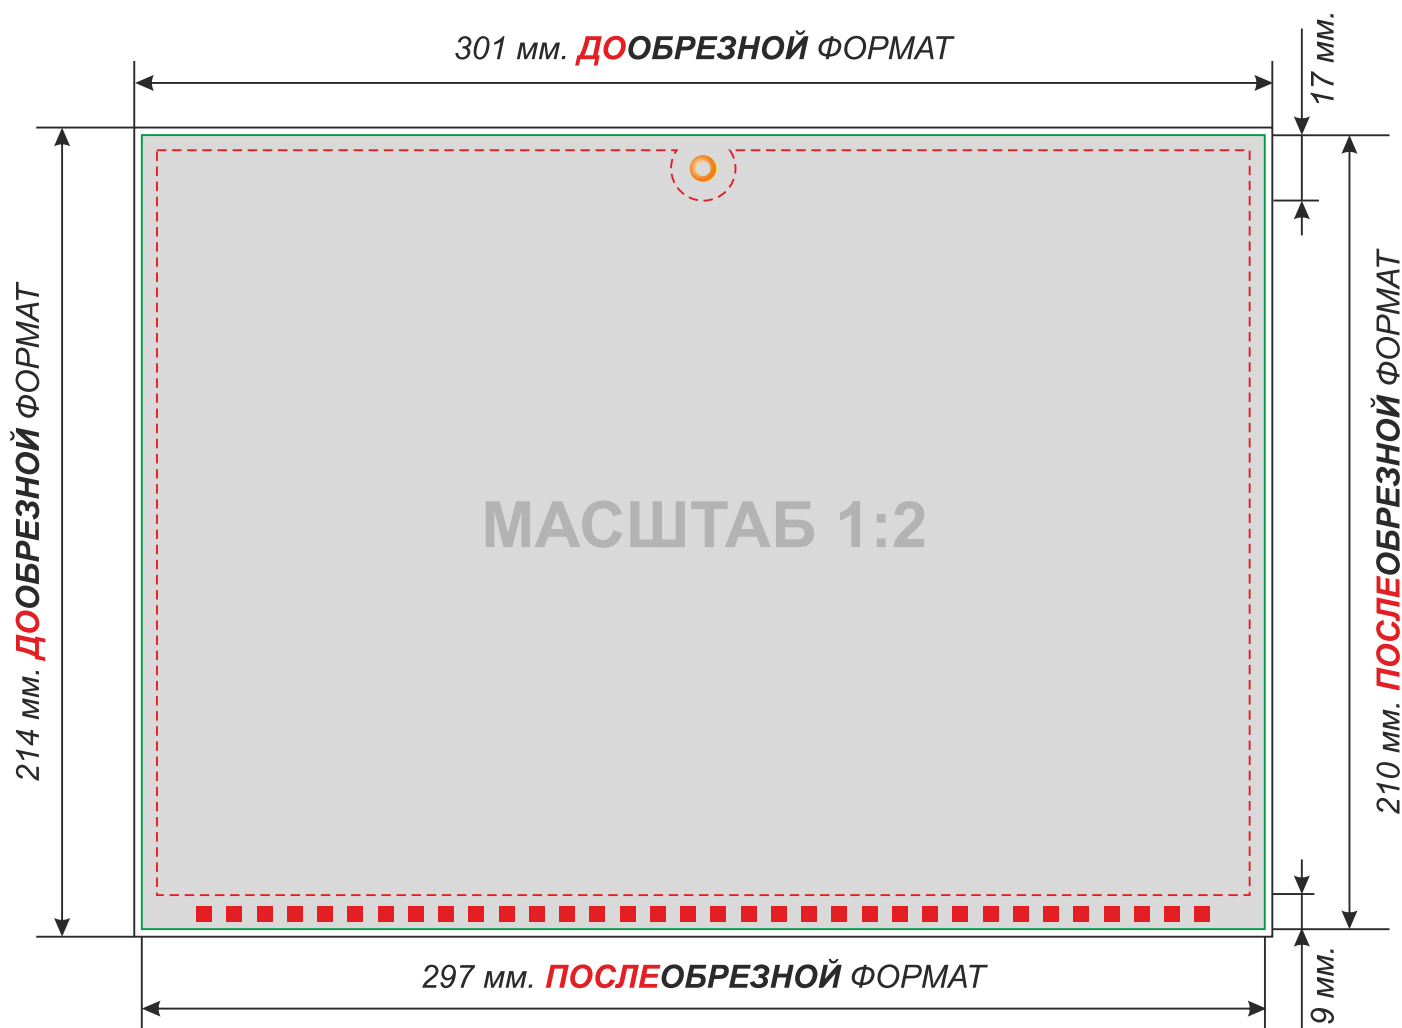 301 мм. ДООБРЕЗНОЙ ФОРМАТ
17 мм.
214 мм. ДООБРЕЗНОЙ ФОРМАТ
МАСШТАБ 1:2
210 мм. ПОСЛЕОБРЕЗНОЙ ФОРМАТ
297 мм. ПОСЛЕОБРЕЗНОЙ ФОРМАТ
9 мм.